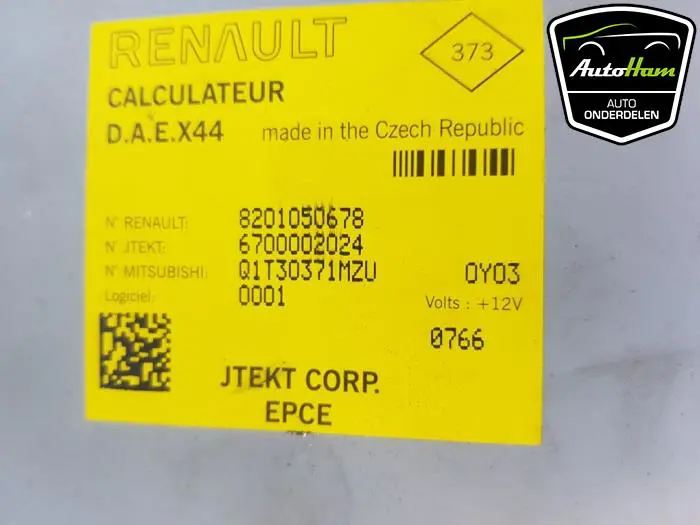 RENAULT
373
CALCULATEUR
D.A.E.X44 made in the Czech Republic
N° RENAULT: 8201050678
N° JTEKT: 6700002024
N° MITSUBISHI: Q1T30371MZU 0Y03
Logiciel: 0001 Volts : +12V
0766
JTEKT CORP.
EPCE
AutoHam
AUTO
ONDERDELEN